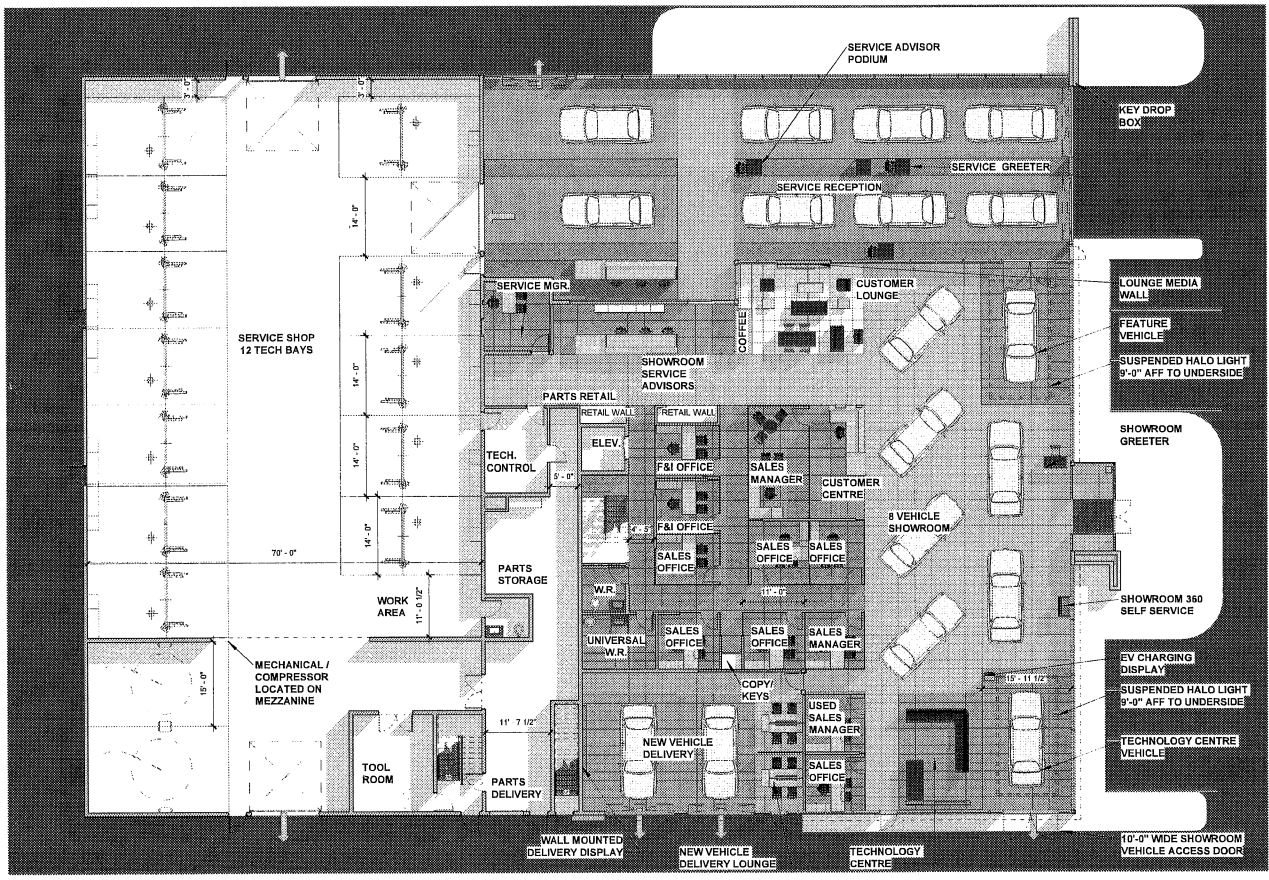 SERVICE ADVISOR
PODIUM
3' - 0"
3' - 0"
KEY DROP
BOX
SERVICE GREETER
SERVICE RECEPTION
14' - 0"
SERVICE MGR.
CUSTOMER
LOUNGE
LOUNGE MEDIA
WALL
COFFEE
FEATURE
VEHICLE
SERVICE SHOP
12 TECH BAYS
SHOWROOM
SERVICE
ADVISORS
SUSPENDED HALO LIGHT
9'-0" AFF TO UNDERSIDE
14' - 0"
PARTS RETAIL
RETAIL WALL
RETAIL WALL
SHOWROOM
GREETER
ELEV.
TECH.
CONTROL
14' - 0"
5' - 0"
F&I OFFICE
SALES
MANAGER
CUSTOMER
CENTRE
8 VEHICLE
SHOWROOM
F&I OFFICE
4' - 5"
14' - 0"
70' - 0"
SALES
OFFICE
SALES
OFFICE
SALES
OFFICE
PARTS
STORAGE
W.R.
11' - 0"
WORK
AREA
11' - 0 1/2"
SHOWROOM 360
SELF SERVICE
UNIVERSAL
W.R.
SALES
OFFICE
SALES
OFFICE
SALES
MANAGER
MECHANICAL /
COMPRESSOR
LOCATED ON
MEZZANINE
15' - 0"
COPY/
KEYS
EV CHARGING
DISPLAY
15' - 11 1/2"
SUSPENDED HALO LIGHT
9'-0" AFF TO UNDERSIDE
11' 7 1/2"
USED
SALES
MANAGER
NEW VEHICLE
DELIVERY
TECHNOLOGY CENTRE
VEHICLE
TOOL
ROOM
PARTS
DELIVERY
SALES
OFFICE
WALL MOUNTED
DELIVERY DISPLAY
NEW VEHICLE
DELIVERY LOUNGE
TECHNOLOGY
CENTRE
10'-0" WIDE SHOWROOM
VEHICLE ACCESS DOOR